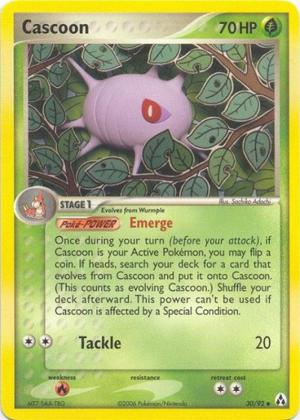 Cascoon 70 HP
Illus. Sachiko Adachi
STAGE 1
Evolves from Wurmple
Poké-POWER Emerge
Once during your turn (before your attack), if
Cascoon is your Active Pokémon, you may flip a
coin. If heads, search your deck for a card that
evolves from Cascoon and put it onto Cascoon.
(This counts as evolving Cascoon.) Shuffle your
deck afterward. This power can't be used if
Cascoon is affected by a Special Condition.
Tackle 20
weakness resistance retreat cost
©2006 Pokémon/Nintendo 30/92